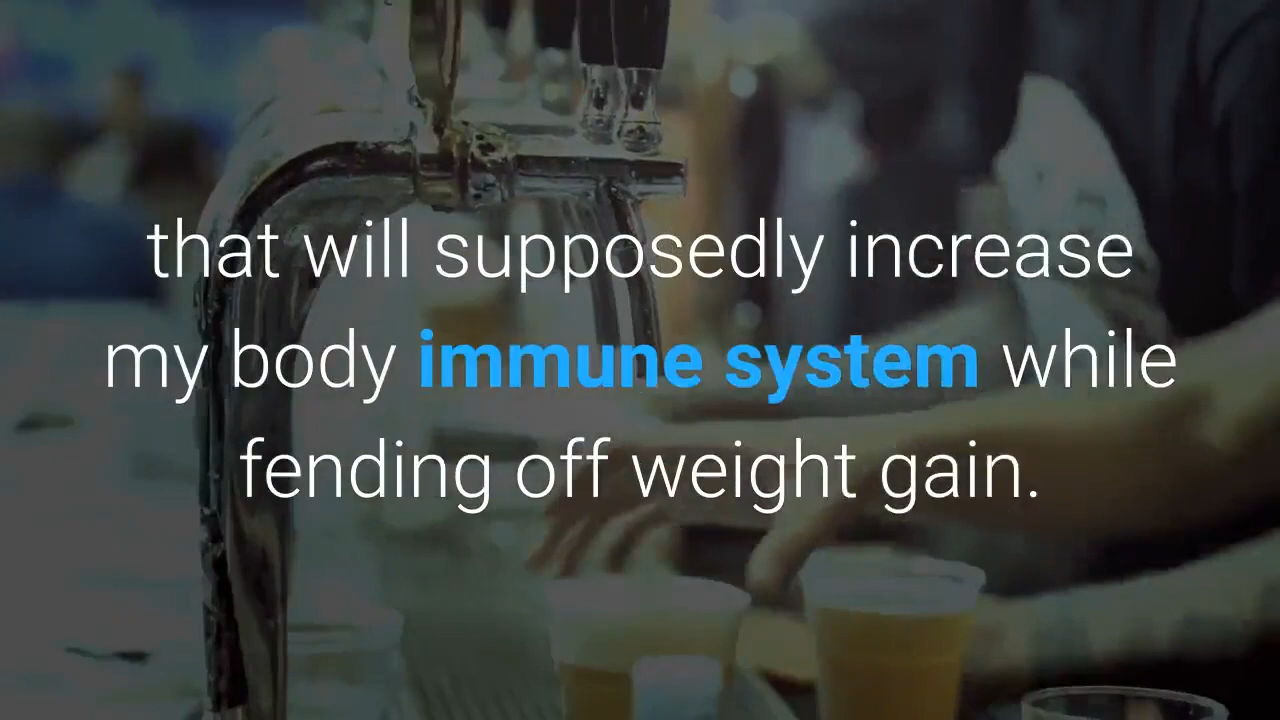 that will supposedly increase
my body immune system while
fending off weight gain.